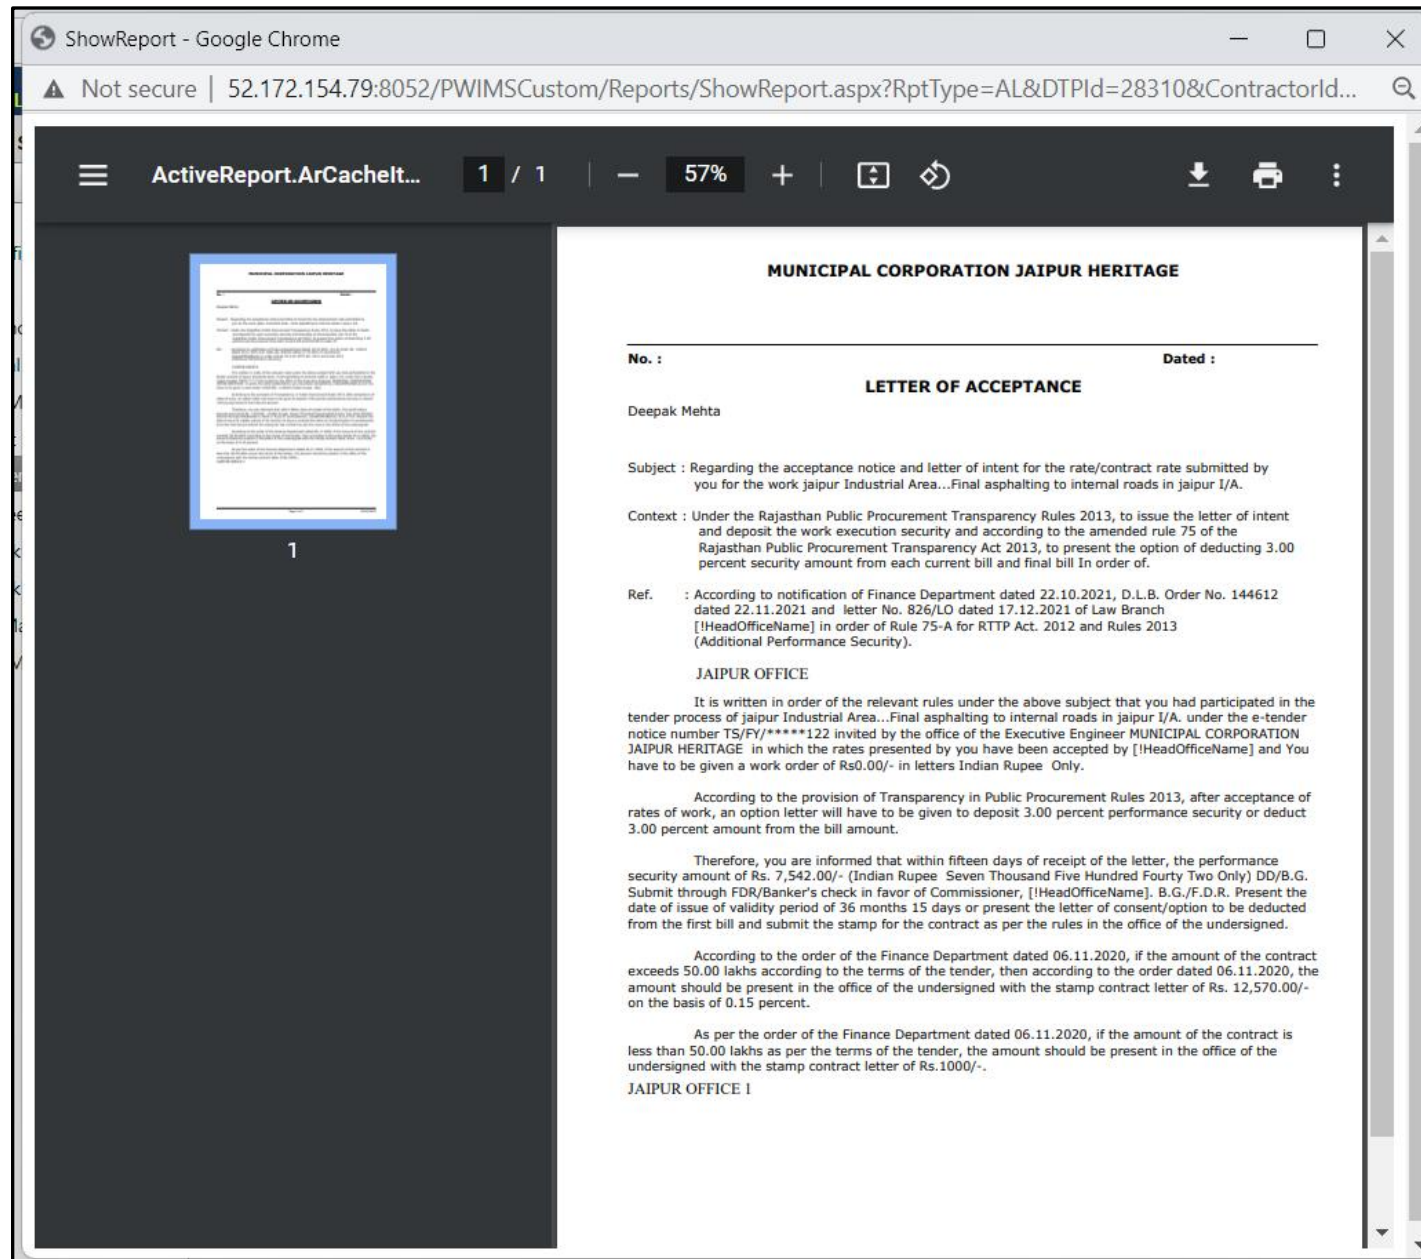 ShowReport - Google Chrome
Not secure | 52.172.154.79:8052/PWIMSCustom/Reports/ShowReport.aspx?RptType=AL&DTPId=28310&ContractorId...
ActiveReport.ArCacheIt... 1 / 1 57%
1
MUNICIPAL CORPORATION JAIPUR HERITAGE
No. : Dated :
LETTER OF ACCEPTANCE
Deepak Mehta
Subject : Regarding the acceptance notice and letter of intent for the rate/contract rate submitted by
you for the work jaipur Industrial Area...Final asphalting to internal roads in jaipur I/A.
Context : Under the Rajasthan Public Procurement Transparency Rules 2013, to issue the letter of intent
and deposit the work execution security and according to the amended rule 75 of the
Rajasthan Public Procurement Transparency Act 2013, to present the option of deducting 3.00
percent security amount from each current bill and final bill In order of.
Ref. : According to notification of Finance Department dated 22.10.2021, D.L.B. Order No. 144612
dated 22.11.2021 and letter No. 826/LO dated 17.12.2021 of Law Branch
[!HeadOfficeName] in order of Rule 75-A for RTTP Act. 2012 and Rules 2013
(Additional Performance Security).
JAIPUR OFFICE
It is written in order of the relevant rules under the above subject that you had participated in the
tender process of jaipur Industrial Area...Final asphalting to internal roads in jaipur I/A. under the e-tender
notice number TS/FY/*****122 invited by the office of the Executive Engineer MUNICIPAL CORPORATION
JAIPUR HERITAGE in which the rates presented by you have been accepted by [!HeadOfficeName] and You
have to be given a work order of Rs0.00/- in letters Indian Rupee Only.
According to the provision of Transparency in Public Procurement Rules 2013, after acceptance of
rates of work, an option letter will have to be given to deposit 3.00 percent performance security or deduct
3.00 percent amount from the bill amount.
Therefore, you are informed that within fifteen days of receipt of the letter, the performance
security amount of Rs. 7,542.00/- (Indian Rupee Seven Thousand Five Hundred Fourty Two Only) DD/B.G.
Submit through FDR/Banker's check in favor of Commissioner, [!HeadOfficeName]. B.G./F.D.R. Present the
date of issue of validity period of 36 months 15 days or present the letter of consent/option to be deducted
from the first bill and submit the stamp for the contract as per the rules in the office of the undersigned.
According to the order of the Finance Department dated 06.11.2020, if the amount of the contract
exceeds 50.00 lakhs according to the terms of the tender, then according to the order dated 06.11.2020, the
amount should be present in the office of the undersigned with the stamp contract letter of Rs. 12,570.00/-
on the basis of 0.15 percent.
As per the order of the Finance Department dated 06.11.2020, if the amount of the contract is
less than 50.00 lakhs as per the terms of the tender, the amount should be present in the office of the
undersigned with the stamp contract letter of Rs.1000/-.
JAIPUR OFFICE 1